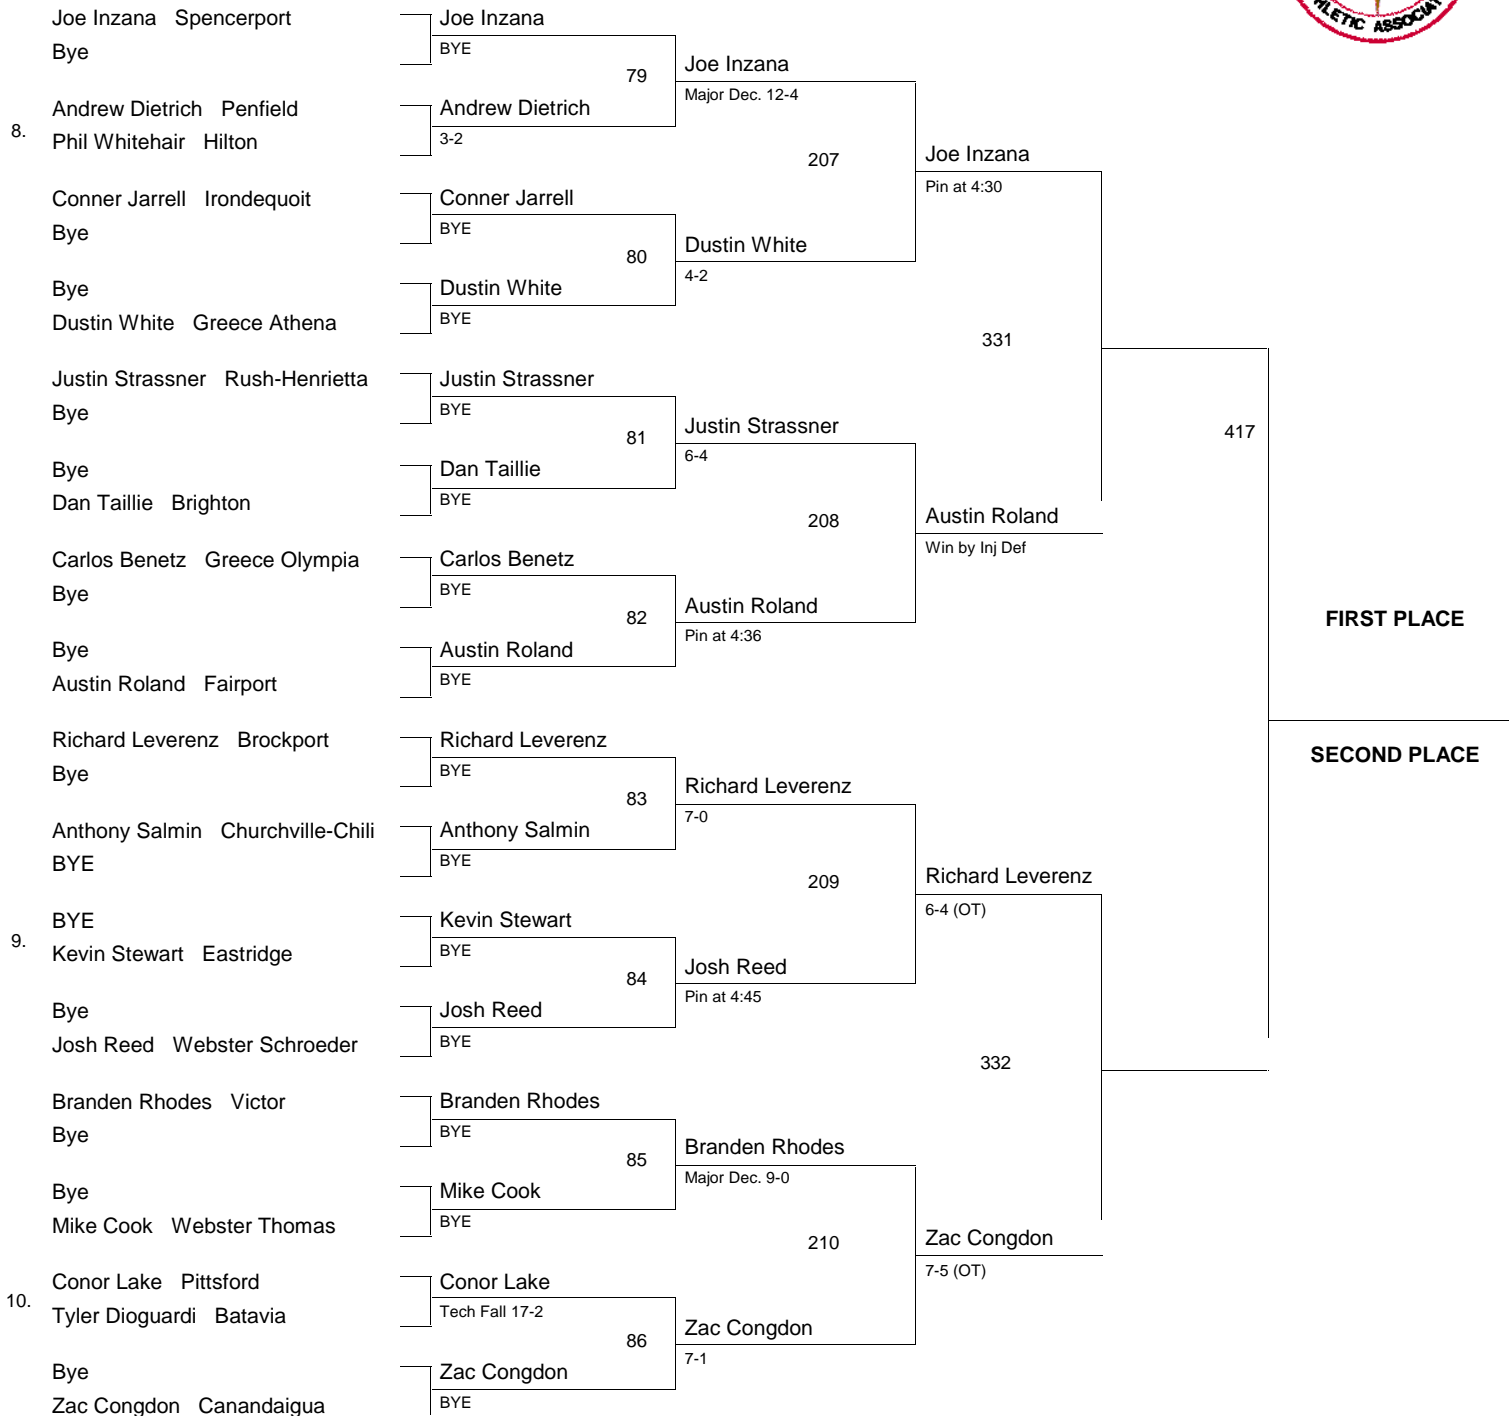 HLETIC ASSOCIAT
Joe Inzana Spencerport
Bye
8.
Andrew Dietrich Penfield
Phil Whitehair Hilton
Conner Jarrell Irondequoit
Bye
Bye
Dustin White Greece Athena
Justin Strassner Rush-Henrietta
Bye
Bye
Dan Taillie Brighton
Carlos Benetz Greece Olympia
Bye
Bye
Austin Roland Fairport
Richard Leverenz Brockport
Bye
Anthony Salmin Churchville-Chili
BYE
9.
BYE
Kevin Stewart Eastridge
Bye
Josh Reed Webster Schroeder
Branden Rhodes Victor
Bye
Bye
Mike Cook Webster Thomas
10.
Conor Lake Pittsford
Tyler Dioguardi Batavia
Bye
Zac Congdon Canandaigua
Joe Inzana
BYE
79
Andrew Dietrich
3-2
Conner Jarrell
BYE
80
Dustin White
BYE
Justin Strassner
BYE
81
Dan Taillie
BYE
Carlos Benetz
BYE
82
Austin Roland
BYE
Richard Leverenz
BYE
83
Anthony Salmin
BYE
Kevin Stewart
BYE
84
Josh Reed
BYE
Branden Rhodes
BYE
85
Mike Cook
BYE
Conor Lake
Tech Fall 17-2
86
Zac Congdon
BYE
Joe Inzana
Major Dec. 12-4
207
Dustin White
4-2
Justin Strassner
6-4
208
Austin Roland
Pin at 4:36
Richard Leverenz
7-0
209
Josh Reed
Pin at 4:45
Branden Rhodes
Major Dec. 9-0
210
Zac Congdon
7-1
Joe Inzana
Pin at 4:30
331
Austin Roland
Win by Inj Def
Richard Leverenz
6-4 (OT)
332
Zac Congdon
7-5 (OT)
417
FIRST PLACE
SECOND PLACE